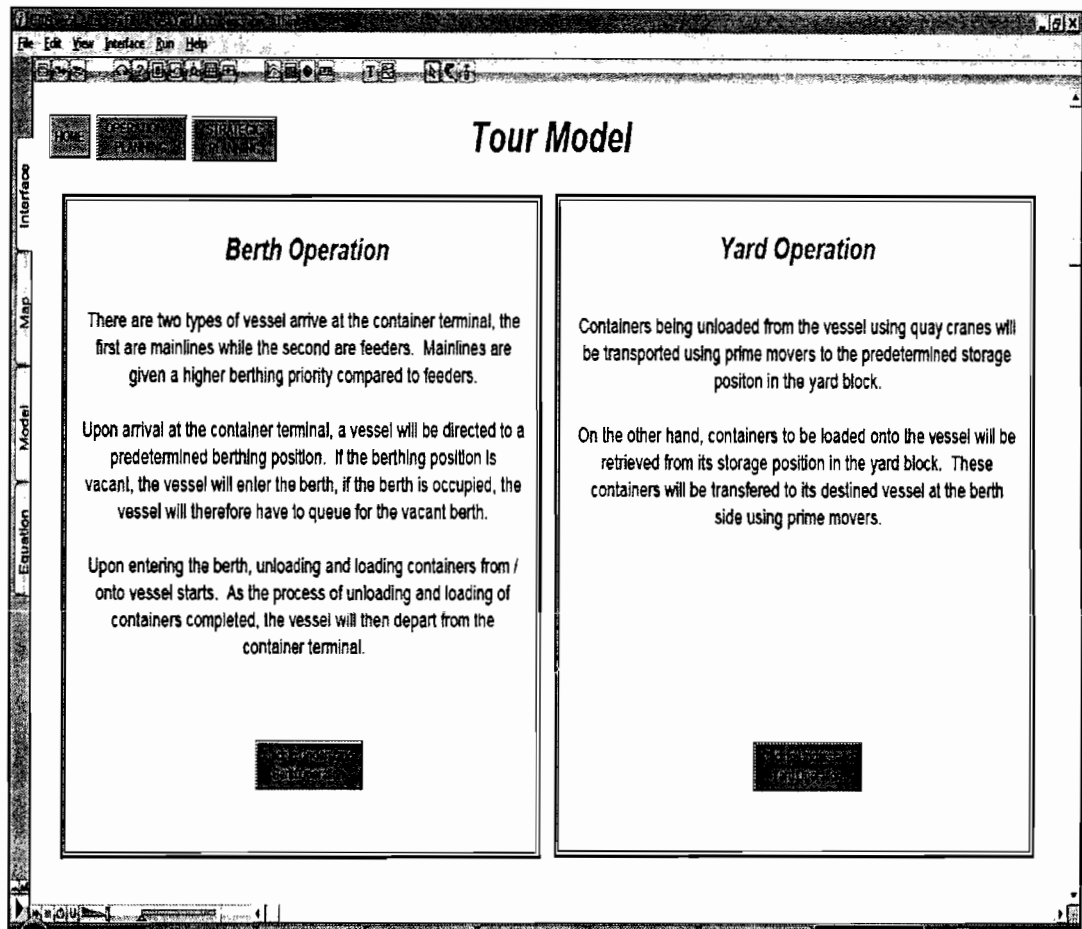 File Edit View Interface Run Help
HOME
OPERATION
PLANNING
STRATEGIC
PLANNING
Tour Model
Interface
Map
Model
Equation
Berth Operation
There are two types of vessel arrive at the container terminal, the
first are mainlines while the second are feeders. Mainlines are
given a higher berthing priority compared to feeders.
Upon arrival at the container terminal, a vessel will be directed to a
predetermined berthing position. If the berthing position is
vacant, the vessel will enter the berth, if the berth is occupied, the
vessel will therefore have to queue for the vacant berth.
Upon entering the berth, unloading and loading containers from /
onto vessel starts. As the process of unloading and loading of
containers completed, the vessel will then depart from the
container terminal.
Yard Operation
Containers being unloaded from the vessel using quay cranes will
be transported using prime movers to the predetermined storage
positon in the yard block.
On the other hand, containers to be loaded onto the vessel will be
retrieved from its storage position in the yard block. These
containers will be transfered to its destined vessel at the berth
side using prime movers.